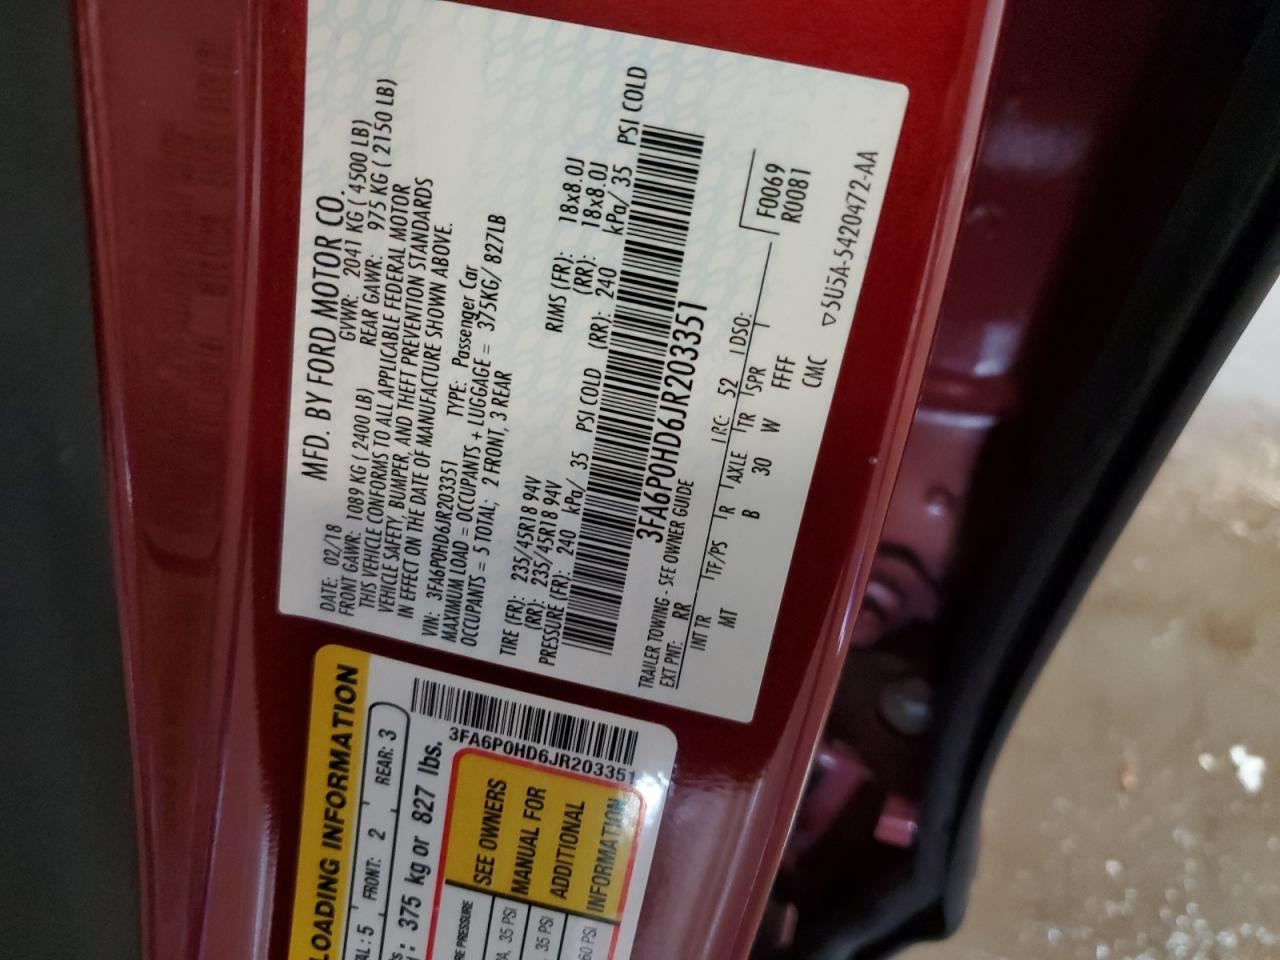 MFD. BY FORD MOTOR CO.
DATE: 02/18 GVWR: 2041 KG ( 4500 LB)
FRONT GAWR: 1089 KG ( 2400 LB) REAR GAWR: 975 KG ( 2150 LB)
THIS VEHICLE CONFORMS TO ALL APPLICABLE FEDERAL MOTOR
VEHICLE SAFETY, BUMPER, AND THEFT PREVENTION STANDARDS
IN EFFECT ON THE DATE OF MANUFACTURE SHOWN ABOVE.
VIN: 3FA6P0HD6JR203351 TYPE: Passenger Car
MAXIMUM LOAD = OCCUPANTS + LUGGAGE = 375KG/ 827LB
OCCUPANTS = 5 TOTAL; 2 FRONT, 3 REAR
TIRE (FR): 235/45R18 94V RIMS (FR): 18x8.0J
(RR): 235/45R18 94V (RR): 18x8.0J
PRESSURE (FR): 240 kPa/ 35 PSI COLD (RR): 240 kPa/ 35 PSI COLD
3FA6P0HD6JR203351
TRAILER TOWING - SEE OWNER GUIDE
EXT PNT: RR RC: 52 DSO: F0069
R0081
INT TR TF/PS R AXLE TR SPR
MT B 30 W FFFF
CMC ▽5U5A-5420472-AA
LOADING INFORMATION
AL : 5 FRONT: 2 REAR: 3
: 375 kg or 827 lbs.
3FA6P0HD6JR203351
RE PRESSURE
35 PSI
35 PSI
60 PSI
SEE OWNERS
MANUAL FOR
ADDITIONAL
INFORMATION